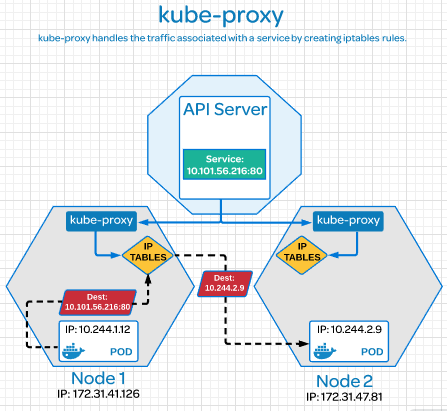 kube-proxy
kube-proxy handles the traffic associated with a service by creating iptables rules.
API Server
Service:
10.101.56.216:80
kube-proxy
kube-proxy
IP
TABLES
IP
TABLES
Dest:
10.244.2.9
Dest:
10.101.56.216:80
IP: 10.244.1.12
POD
IP: 10.244.2.9
POD
Node 1
IP: 172.31.41.126
Node 2
IP: 172.31.47.81